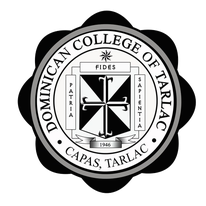 DOMINICAN COLLEGE OF TARLAC
FIDES
PATRIA
SAPIENTIA
1946
• CAPAS, TARLAC •